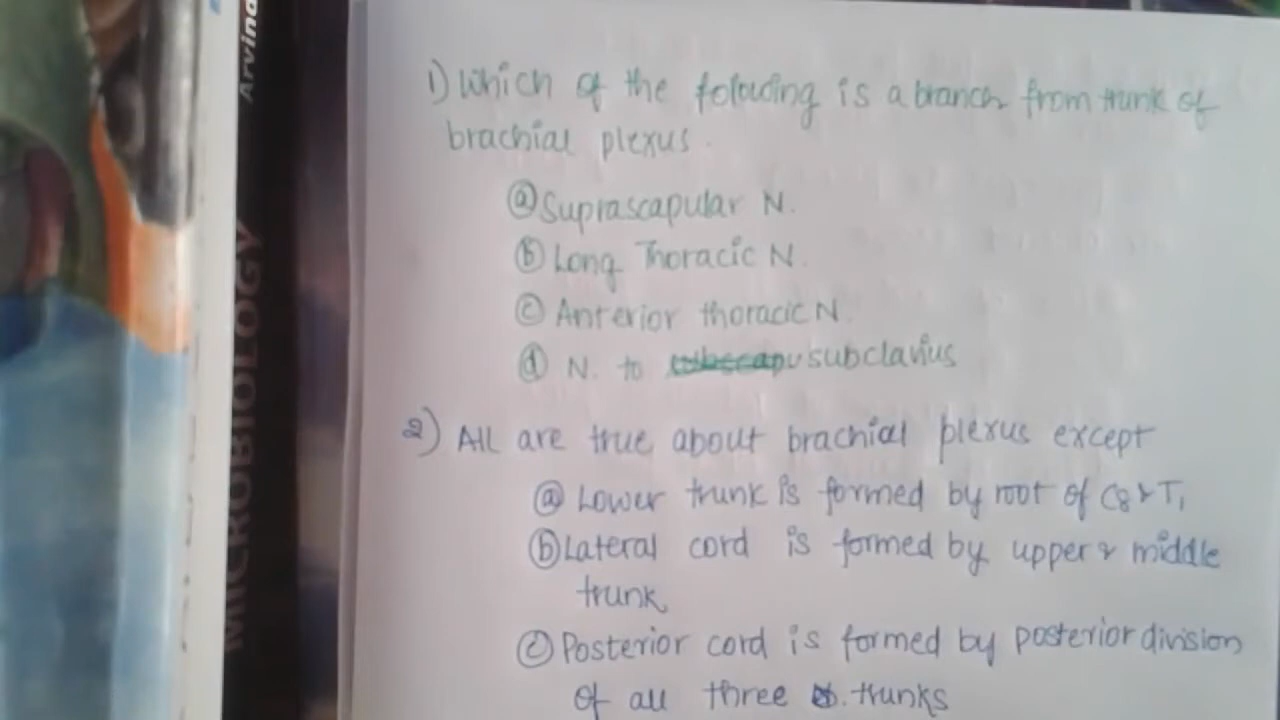 Arvind
MICROBIOLOGY
1) Which of the folowing is a branch from trunk of
brachial plexus.
ⓐ Suprascapular N.
ⓑ Long Thoracic N.
ⓒ Anterior thoracic N.
ⓓ N. to subclavius
2) All are true about brachial plexus except
ⓐ Lower trunk is formed by root of C8 & T1
ⓑ Lateral cord is formed by upper & middle
trunk
ⓒ Posterior cord is formed by posterior division
of all three trunks